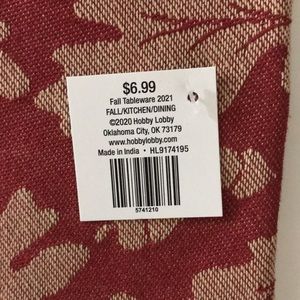 $6.99
Fall Tableware 2021
FALL/KITCHEN/DINING
©2020 Hobby Lobby
Oklahoma City, OK 73179
www.hobbylobby.com
Made in India • HL9174195
5741210